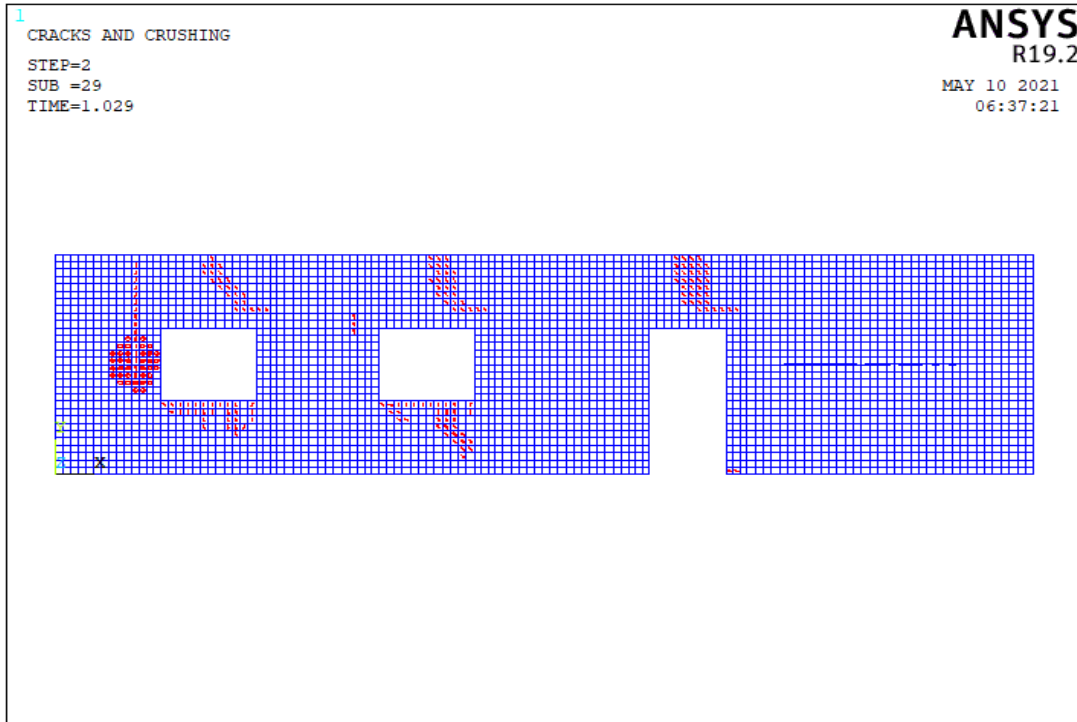 1
CRACKS AND CRUSHING
STEP=2
SUB =29
TIME=1.029
ANSYS
R19.2
MAY 10 2021
06:37:21
Y
Z X